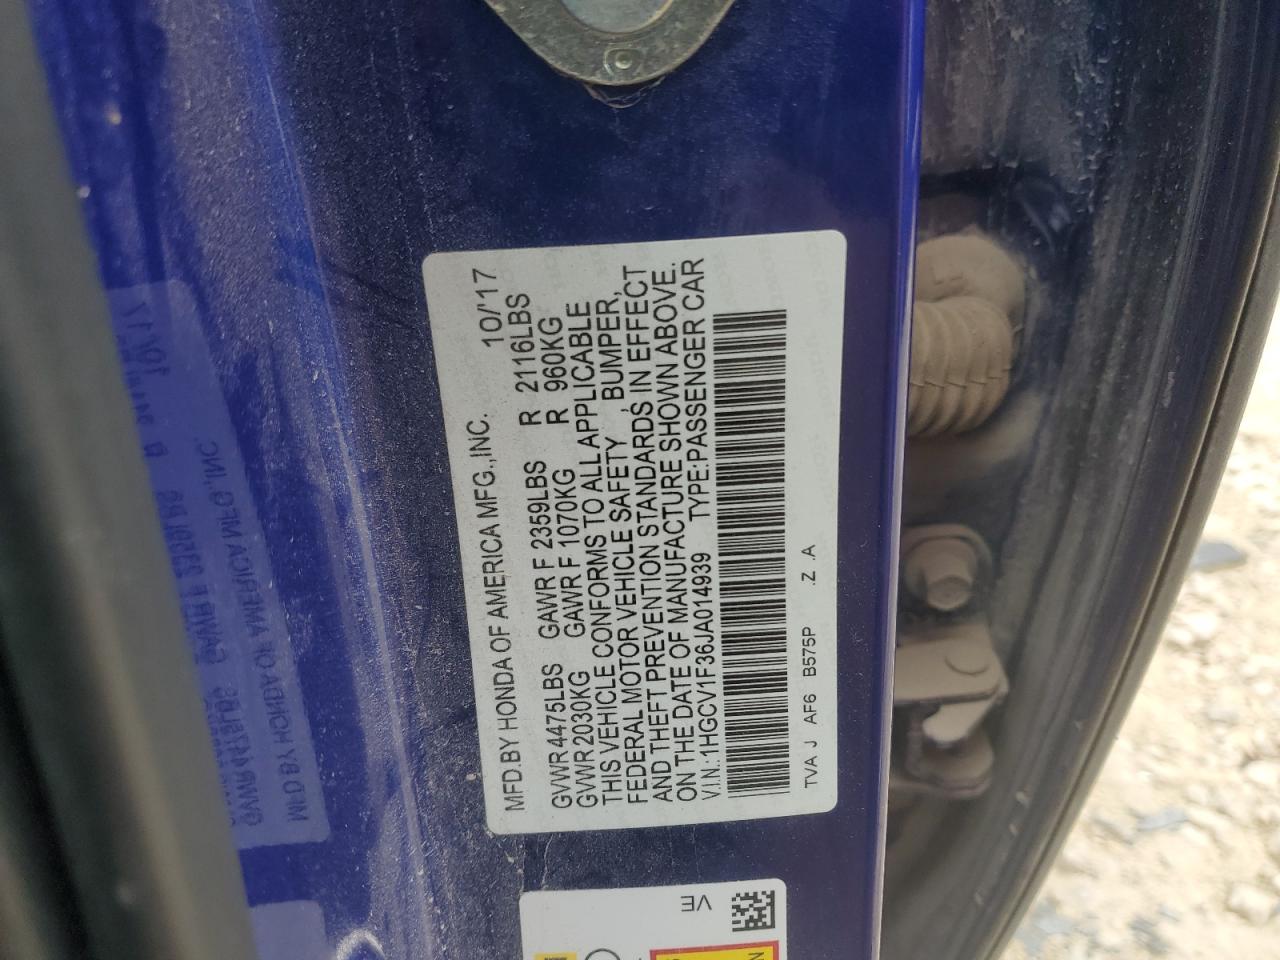 MFD.BY HONDA OF AMERICA MFG.,INC. 10/'17
GVWR 4475LBS GAWR F 2359LBS R 2116LBS
GVWR 2030KG GAWR F 1070KG R 960KG
THIS VEHICLE CONFORMS TO ALL APPLICABLE
FEDERAL MOTOR VEHICLE SAFETY , BUMPER,
AND THEFT PREVENTION STANDARDS IN EFFECT
ON THE DATE OF MANUFACTURE SHOWN ABOVE.
V.I.N.:1HGCV1F36JA014939 TYPE:PASSENGER CAR
TVA J AF6 B575P .Z .A
VE